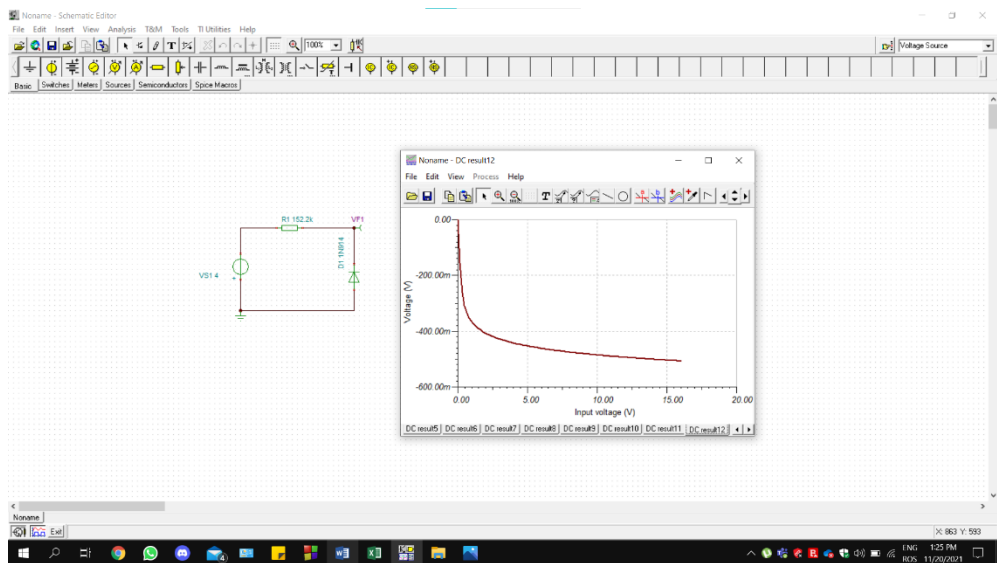 Noname - Schematic Editor
File Edit Insert View Analysis T&M Tools TI Utilities Help
100%
Voltage Source
Basic Switches Meters Sources Semiconductors Spice Macros
Noname - DC result12
File Edit View Process Help
R1 152.2k
VF1
D1 1N914
VS1 4
+
0.00
-200.00m
-400.00m
-600.00m
Voltage (V)
0.00 5.00 10.00 15.00 20.00
Input voltage (V)
DC result5 DC result6 DC result7 DC result8 DC result9 DC result10 DC result11 DC result12
Noname
Exit
X: 863 Y: 593
ENG 1:25 PM
ROS 11/20/2021